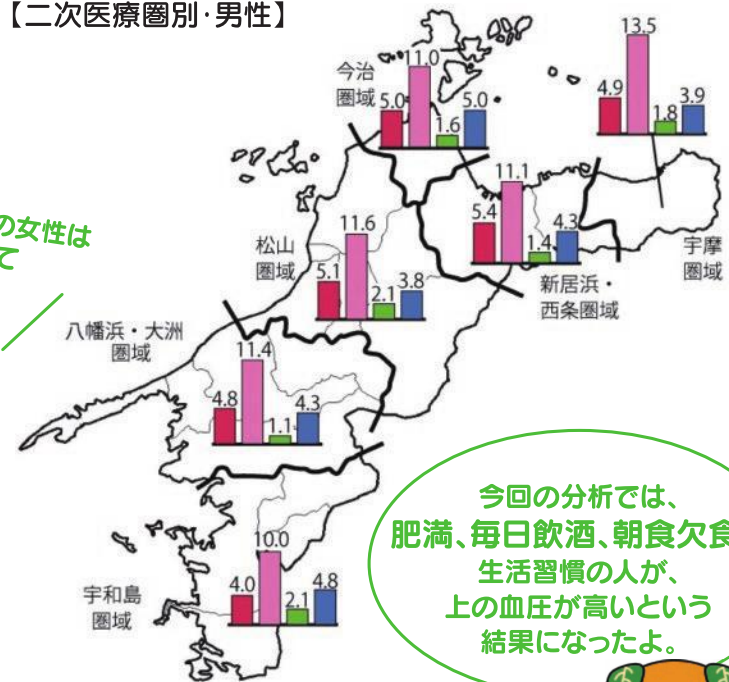 【二次医療圏別・男性】
今治
圏域
5.0
11.0
1.6
5.0
4.9
13.5
1.8
3.9
宇摩
圏域
5.4
11.1
1.4
4.3
新居浜・
西条圏域
の女性は
て
松山
圏域
5.1
11.6
2.1
3.8
八幡浜・大洲
圏域
4.8
11.4
1.1
4.3
宇和島
圏域
4.0
10.0
2.1
4.8
今回の分析では、
肥満、毎日飲酒、朝食欠食
生活習慣の人が、
上の血圧が高いという
結果になったよ。